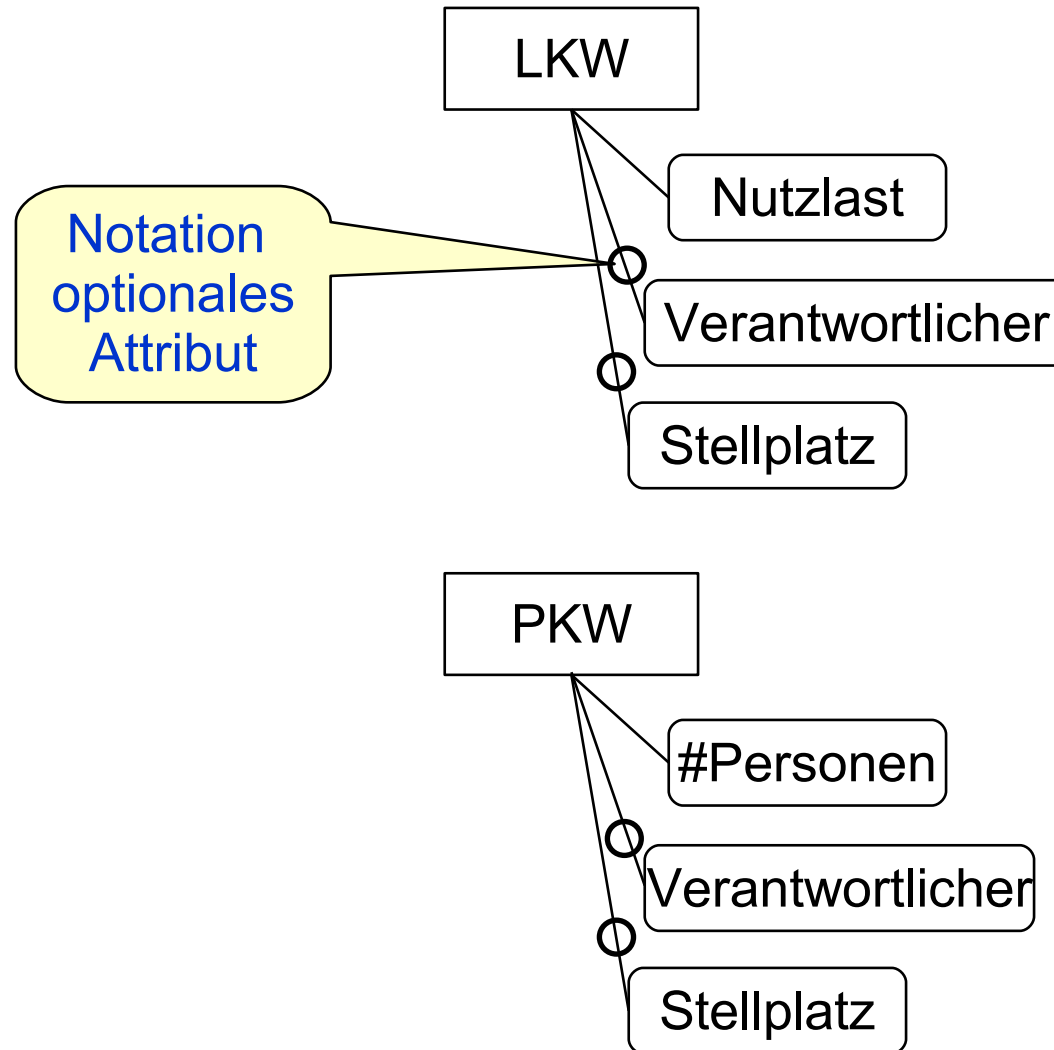 LKW
Nutzlast
Notation
optionales
Attribut
Verantwortlicher
Stellplatz
PKW
#Personen
Verantwortlicher
Stellplatz